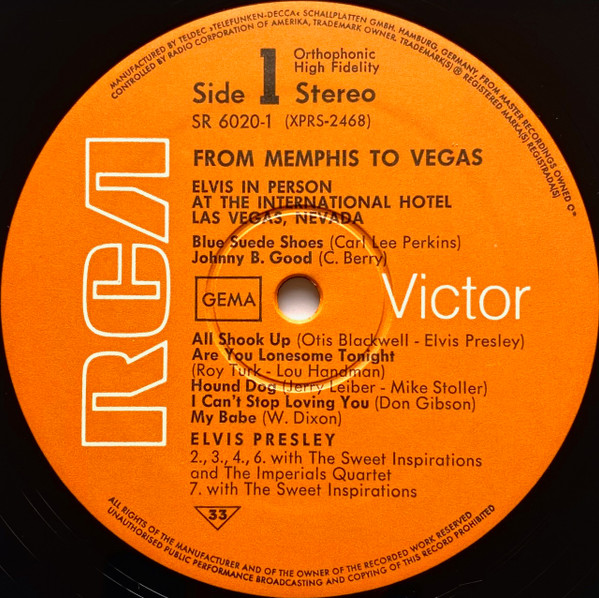 MANUFACTURED BY TELDEC »TELEFUNKEN-DECCA« SCHALLPLATTEN GMBH, HAMBURG, GERMANY, FROM MASTER RECORDINGS OWNED O
CONTROLLED BY RADIO CORPORATION OF AMERICA, TRADEMARK OWNER. TRADEMARK(S) ® REGISTERED MARKA(S) REGISTRADA(S)
Orthophonic
High Fidelity
Side 1 Stereo
SR 6020-1 (XPRS-2468)
FROM MEMPHIS TO VEGAS
ELVIS IN PERSON
AT THE INTERNATIONAL HOTEL
LAS VEGAS, NEVADA
Blue Suede Shoes (Carl Lee Perkins)
Johnny B. Good (C. Berry)
GEMA
RCA Victor
All Shook Up (Otis Blackwell - Elvis Presley)
Are You Lonesome Tonight
(Roy Turk - Lou Handman)
Hound Dog (Jerry Leiber - Mike Stoller)
I Can't Stop Loving You (Don Gibson)
My Babe (W. Dixon)
ELVIS PRESLEY
2., 3., 4., 6. with The Sweet Inspirations
and The Imperials Quartet
7. with The Sweet Inspirations
33
ALL RIGHTS OF THE MANUFACTURER AND OF THE OWNER OF THE RECORDED WORK RESERVED
UNAUTHORISED PUBLIC PERFORMANCE BROADCASTING AND COPYING OF THIS RECORD PROHIBITED